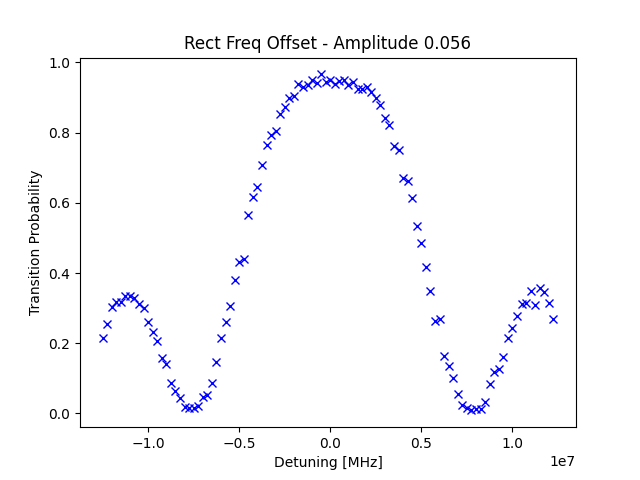 Rect Freq Offset - Amplitude 0.056
Transition Probability
1.0
0.8
0.6
0.4
0.2
0.0
−1.0 −0.5 0.0 0.5 1.0
1e7
Detuning [MHz]